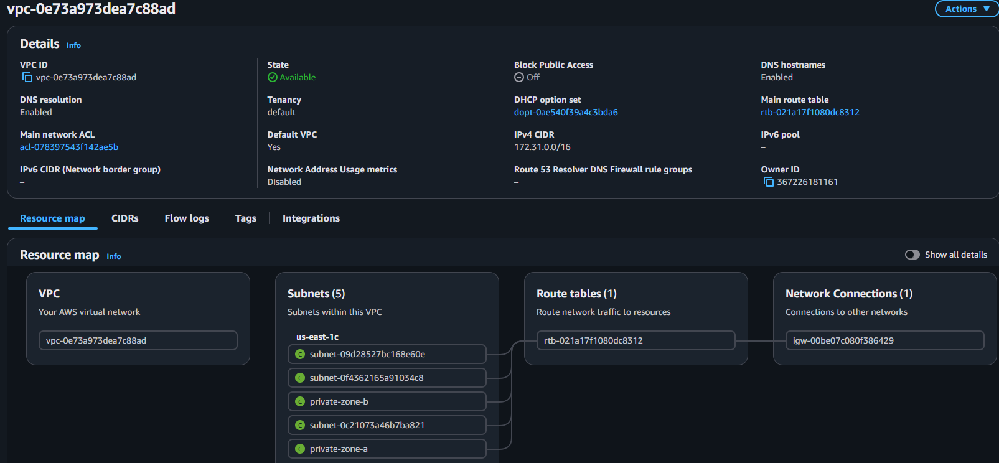 vpc-0e73a973dea7c88ad
Actions
Details Info
VPC ID
vpc-0e73a973dea7c88ad
State
Available
Block Public Access
Off
DNS hostnames
Enabled
DNS resolution
Enabled
Tenancy
default
DHCP option set
dopt-0ae540f39a4c3bda6
Main route table
rtb-021a17f1080dc8312
Main network ACL
acl-078397543f142ae5b
Default VPC
Yes
IPv4 CIDR
172.31.0.0/16
IPv6 pool
–
IPv6 CIDR (Network border group)
–
Network Address Usage metrics
Disabled
Route 53 Resolver DNS Firewall rule groups
–
Owner ID
367226181161
Resource map CIDRs Flow logs Tags Integrations
Resource map Info
Show all details
VPC
Your AWS virtual network
vpc-0e73a973dea7c88ad
Subnets (5)
Subnets within this VPC
us-east-1c
C subnet-09d28527bc168e60e
C subnet-0f4362165a91034c8
C private-zone-b
C subnet-0c21073a46b7ba821
C private-zone-a
Route tables (1)
Route network traffic to resources
rtb-021a17f1080dc8312
Network Connections (1)
Connections to other networks
igw-00be07c080f386429